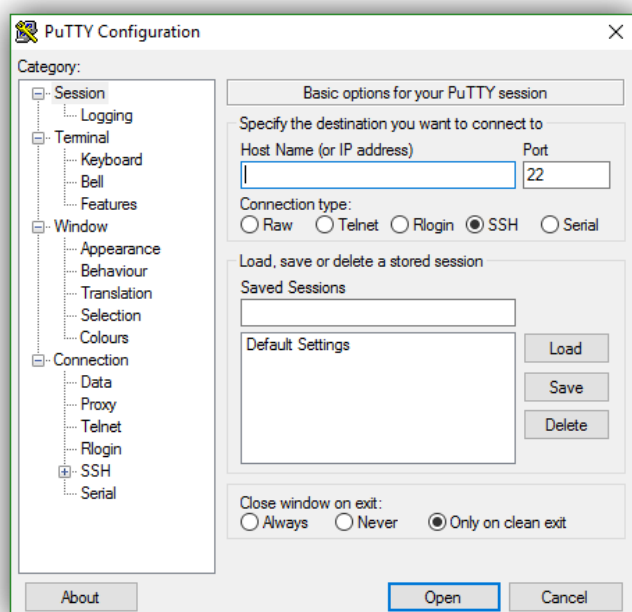 PuTTY Configuration
Category:
Session
Logging
Terminal
Keyboard
Bell
Features
Window
Appearance
Behaviour
Translation
Selection
Colours
Connection
Data
Proxy
Telnet
Rlogin
SSH
Serial
Basic options for your PuTTY session
Specify the destination you want to connect to
Host Name (or IP address) Port
22
Connection type:
Raw Telnet Rlogin SSH Serial
Load, save or delete a stored session
Saved Sessions
Default Settings
Load
Save
Delete
Close window on exit:
Always Never Only on clean exit
About Open Cancel